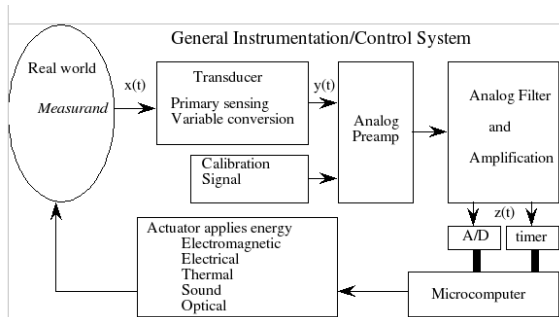 General Instrumentation/Control System
Real world
Measurand
x(t)
Transducer
Primary sensing
Variable conversion
y(t)
Calibration
Signal
Analog
Preamp
Analog Filter
and
Amplification
z(t)
A/D
timer
Microcomputer
Actuator applies energy
Electromagnetic
Electrical
Thermal
Sound
Optical